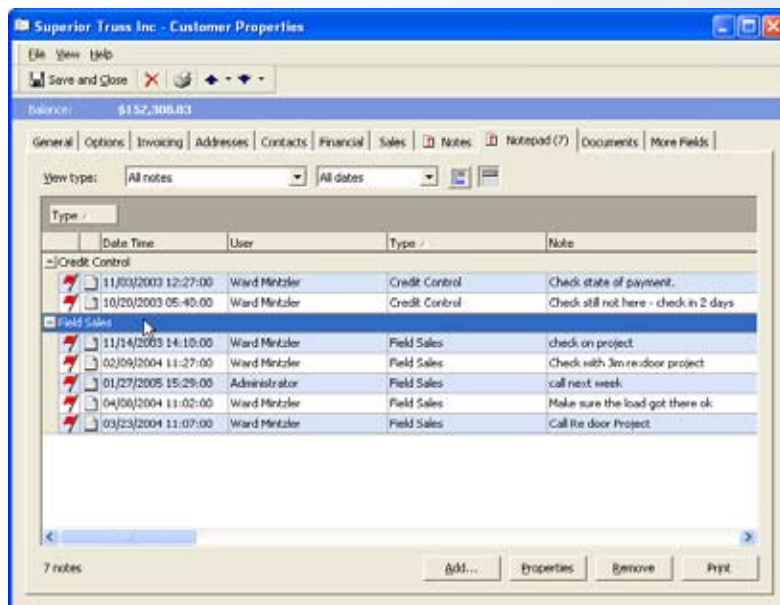 Superior Truss Inc - Customer Properties
File View Help
Save and Close
Balance: $152,308.83
General Options Invoicing Addresses Contacts Financial Sales Notes Notepad (7) Documents More Fields
View type: All notes All dates
Type
Date Time User Type Note
Credit Control
11/03/2003 12:27:00 Ward Mintzler Credit Control Check state of payment.
10/20/2003 05:40:00 Ward Mintzler Credit Control Check still not here - check in 2 days
Field Sales
11/14/2003 14:10:00 Ward Mintzler Field Sales check on project
02/09/2004 11:27:00 Ward Mintzler Field Sales Check with Jim re:door project
01/27/2005 15:29:00 Administrator Field Sales call next week
04/08/2004 11:02:00 Ward Mintzler Field Sales Make sure the load got there ok
03/23/2004 11:07:00 Ward Mintzler Field Sales Call Re door Project
7 notes Add... Properties Remove Print